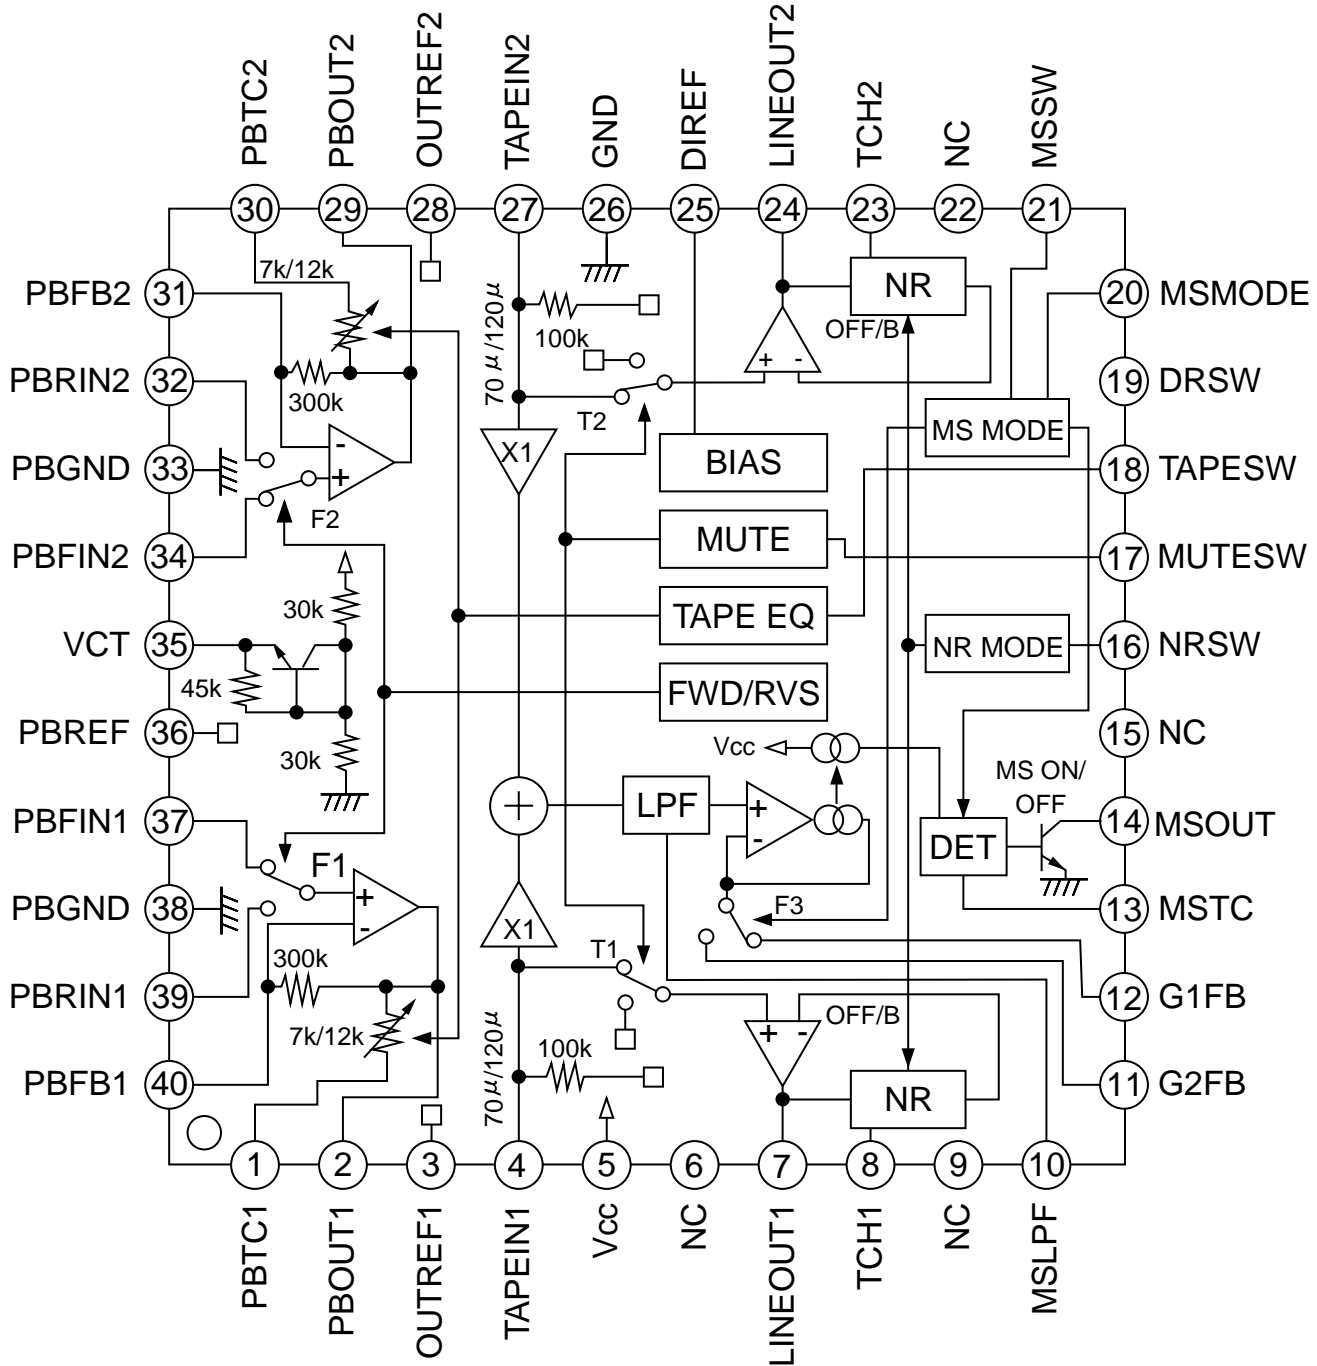 PBTC2
PBOUT2
OUTREF2
TAPEIN2
GND
DIREF
LINEOUT2
TCH2
NC
MSSW
30
29
28
27
26
25
24
23
22
21
PBFB2
31
PBRIN2
32
PBGND
33
PBFIN2
34
VCT
35
PBREF
36
PBFIN1
37
PBGND
38
PBRIN1
39
PBFB1
40
20
MSMODE
19
DRSW
18
TAPESW
17
MUTESW
16
NRSW
15
NC
14
MSOUT
13
MSTC
12
G1FB
11
G2FB
7k/12k
300k
-
+
F2
30k
45k
30k
F1
+
-
300k
7k/12k
70μ/120μ
100k
T2
X1
+
-
NR
OFF/B
MS MODE
BIAS
MUTE
TAPE EQ
FWD/RVS
NR MODE
Vcc
MS ON/
OFF
LPF
+
-
DET
F3
+
X1
T1
70μ/120μ
100k
+
-
OFF/B
NR
1
2
3
4
5
6
7
8
9
10
PBTC1
PBOUT1
OUTREF1
TAPEIN1
Vcc
NC
LINEOUT1
TCH1
NC
MSLPF